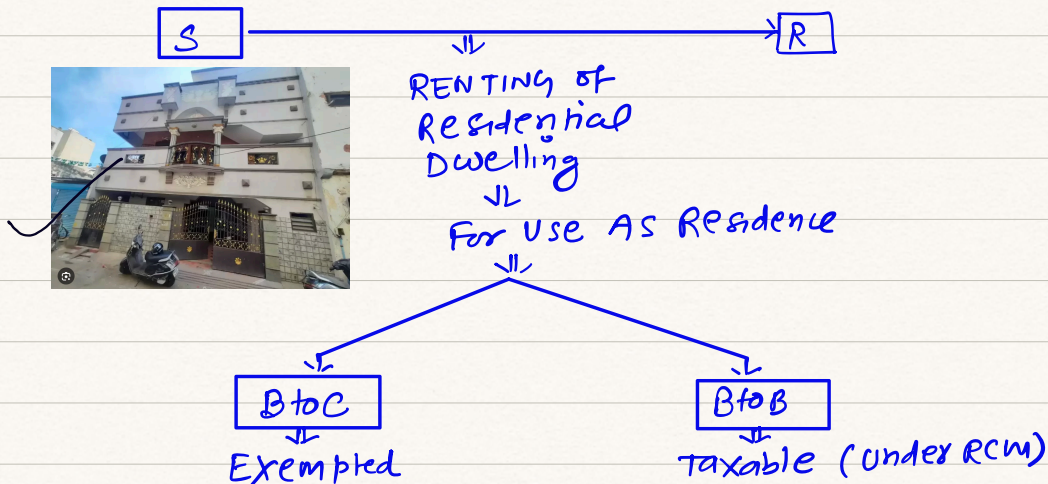 S
R
RENTING of
Residential
Dwelling
For Use As Residence
BtoC
BtoB
Exempted
Taxable (Under RCM)